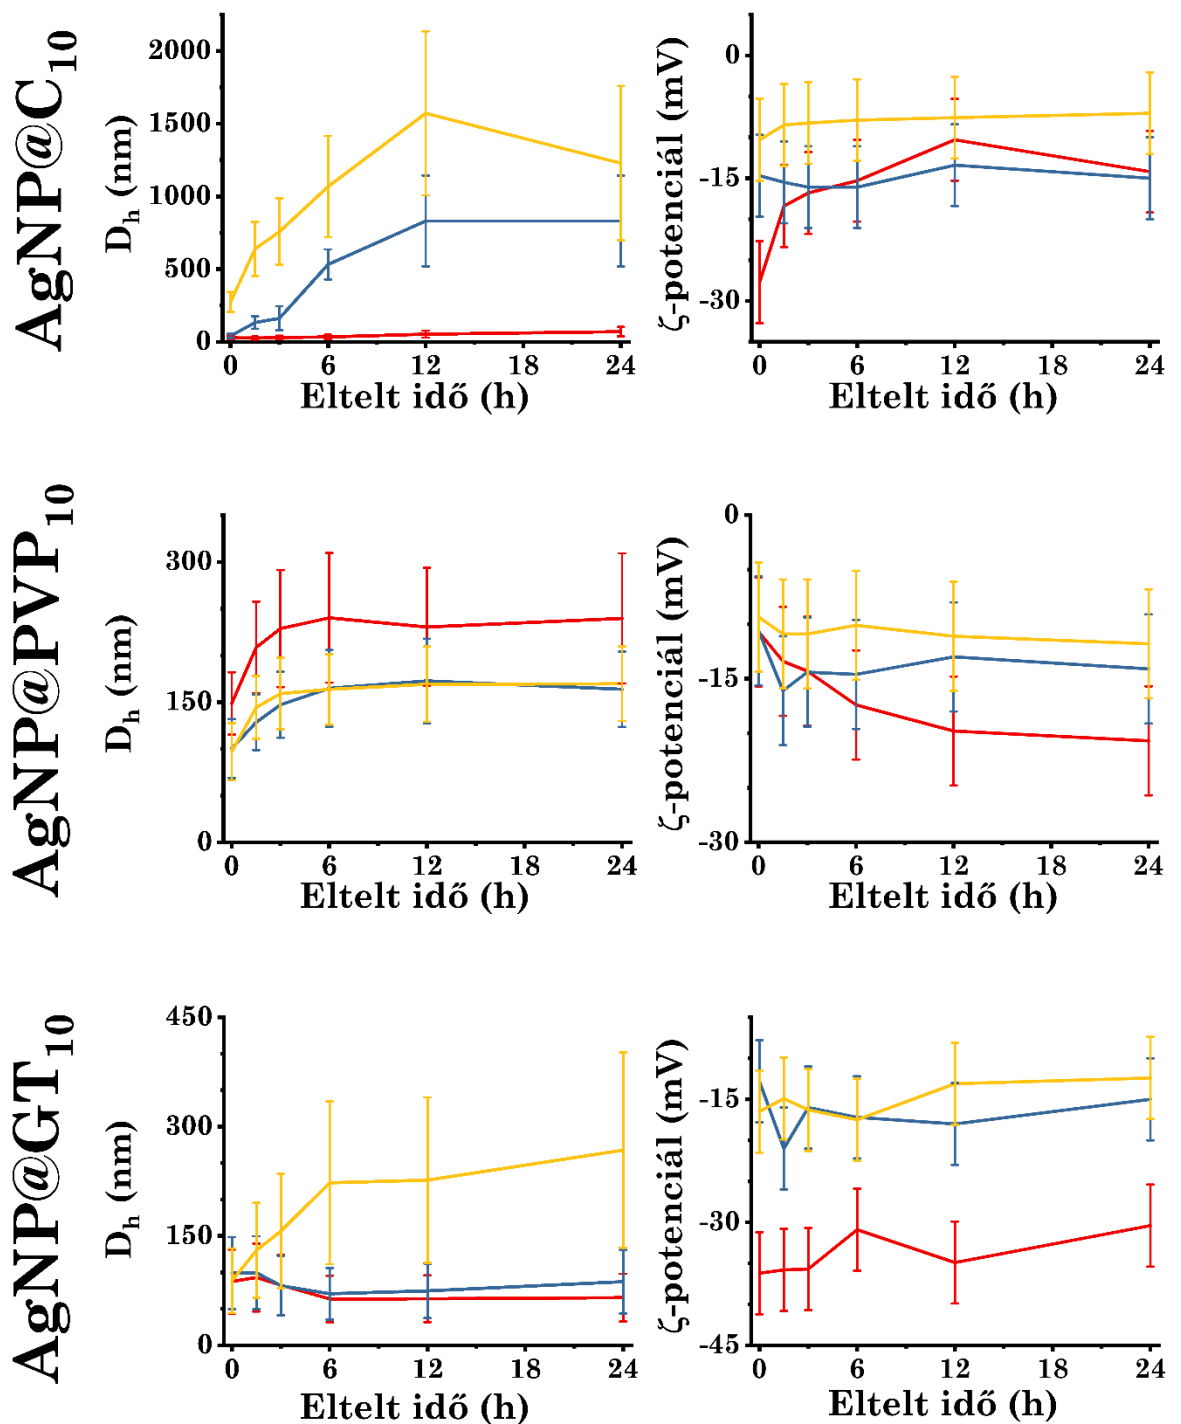 AgNP@C10
2000
1500
1000
500
0
Dh (nm)
0 6 12 18 24
Eltelt idő (h)
0
-15
-30
ζ-potenciál (mV)
0 6 12 18 24
Eltelt idő (h)
AgNP@PVP10
300
150
0
Dh (nm)
0 6 12 18 24
Eltelt idő (h)
0
-15
-30
ζ-potenciál (mV)
0 6 12 18 24
Eltelt idő (h)
AgNP@GT10
450
300
150
0
Dh (nm)
0 6 12 18 24
Eltelt idő (h)
-15
-30
-45
ζ-potenciál (mV)
0 6 12 18 24
Eltelt idő (h)